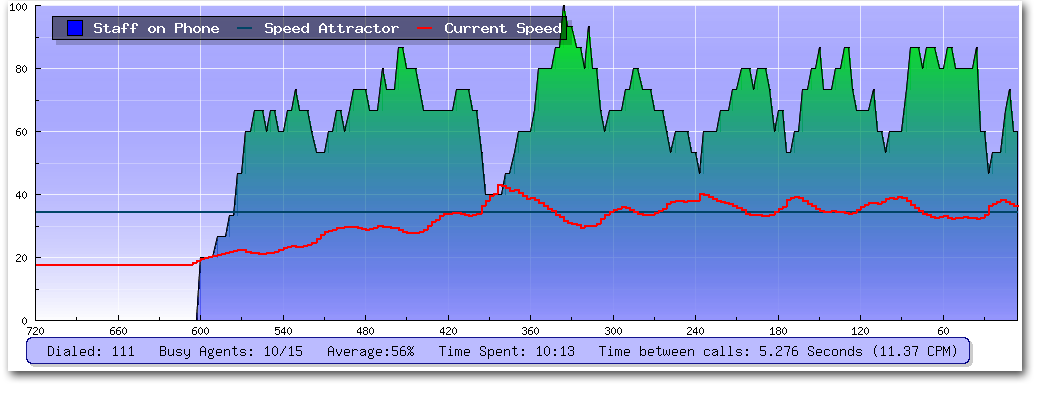 100
Staff on Phone Speed Attractor Current Speed
80
60
40
20
0
720 660 600 540 480 420 360 300 240 180 120 60
Dialed: 111 Busy Agents: 10/15 Average:56% Time Spent: 10:13 Time between calls: 5.276 Seconds (11.37 CPM)